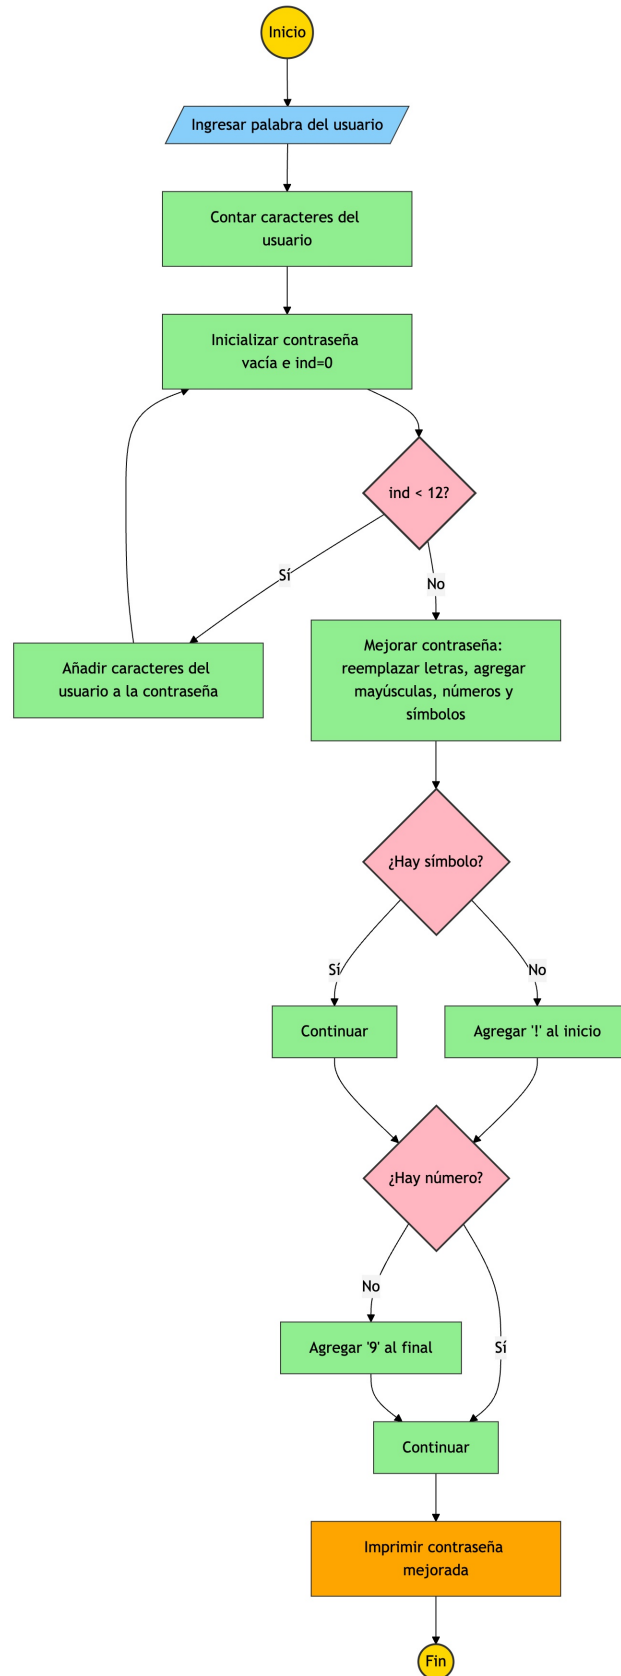 Inicio
Ingresar palabra del usuario
Contar caracteres del
usuario
Inicializar contraseña
vacía e ind=0
ind < 12?
Sí
No
Añadir caracteres del
usuario a la contraseña
Mejorar contraseña:
reemplazar letras, agregar
mayúsculas, números y
símbolos
¿Hay símbolo?
Sí
No
Continuar
Agregar '!' al inicio
¿Hay número?
No
Agregar '9' al final
Sí
Continuar
Imprimir contraseña
mejorada
Fin